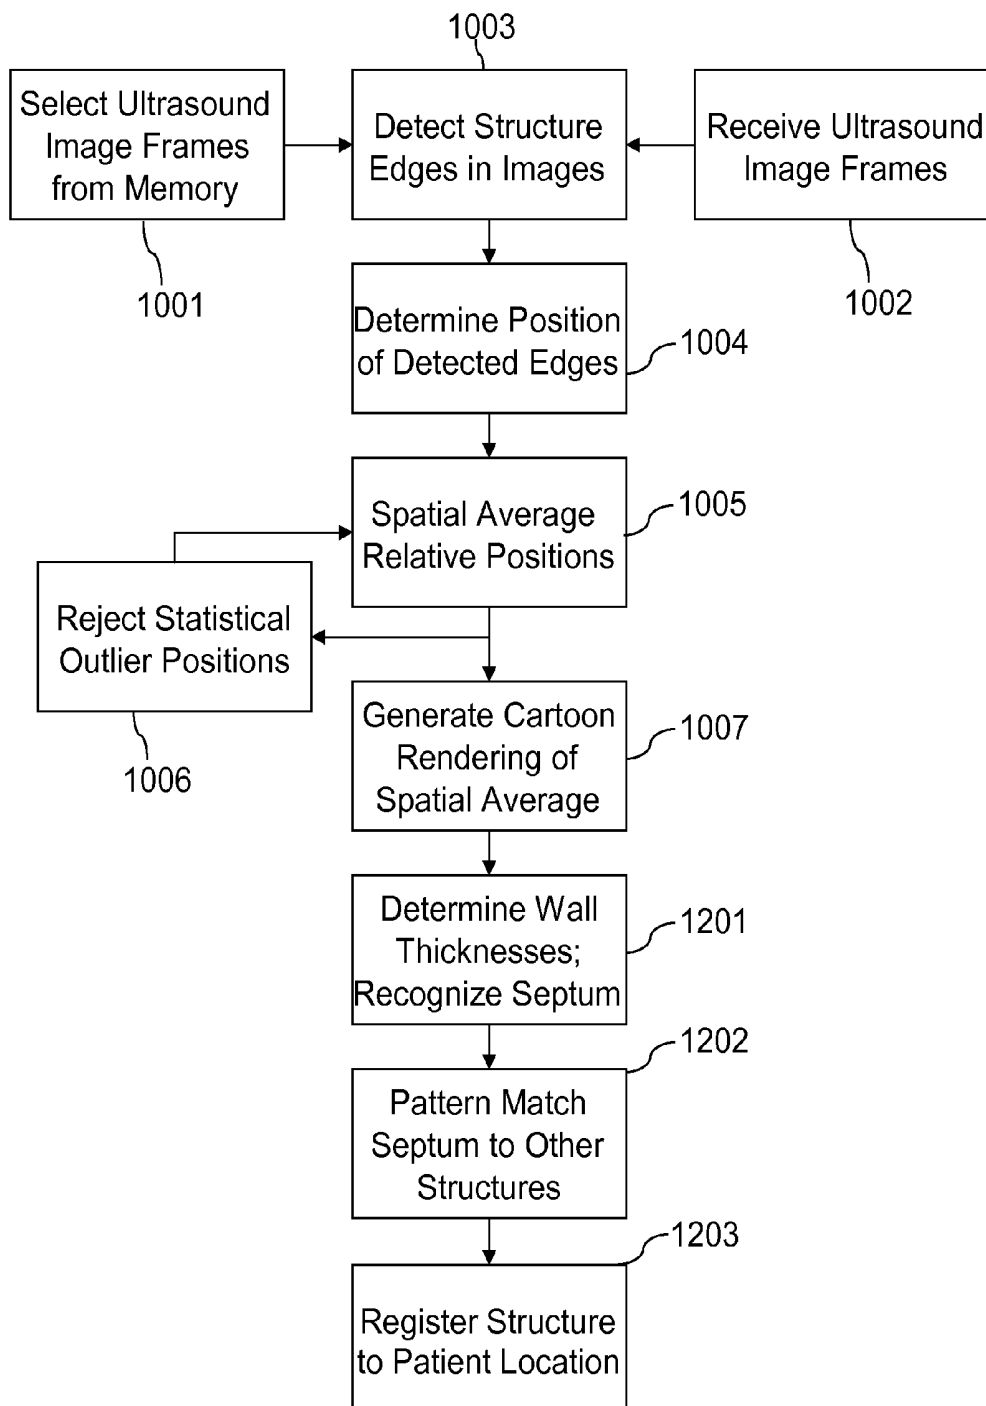 1003
Select Ultrasound
Image Frames
from Memory
Detect Structure
Edges in Images
Receive Ultrasound
Image Frames
1001
1002
Determine Position
of Detected Edges
1004
Spatial Average
Relative Positions
1005
Reject Statistical
Outlier Positions
1006
Generate Cartoon
Rendering of
Spatial Average
1007
Determine Wall
Thicknesses;
Recognize Septum
1201
1202
Pattern Match
Septum to Other
Structures
1203
Register Structure
to Patient Location